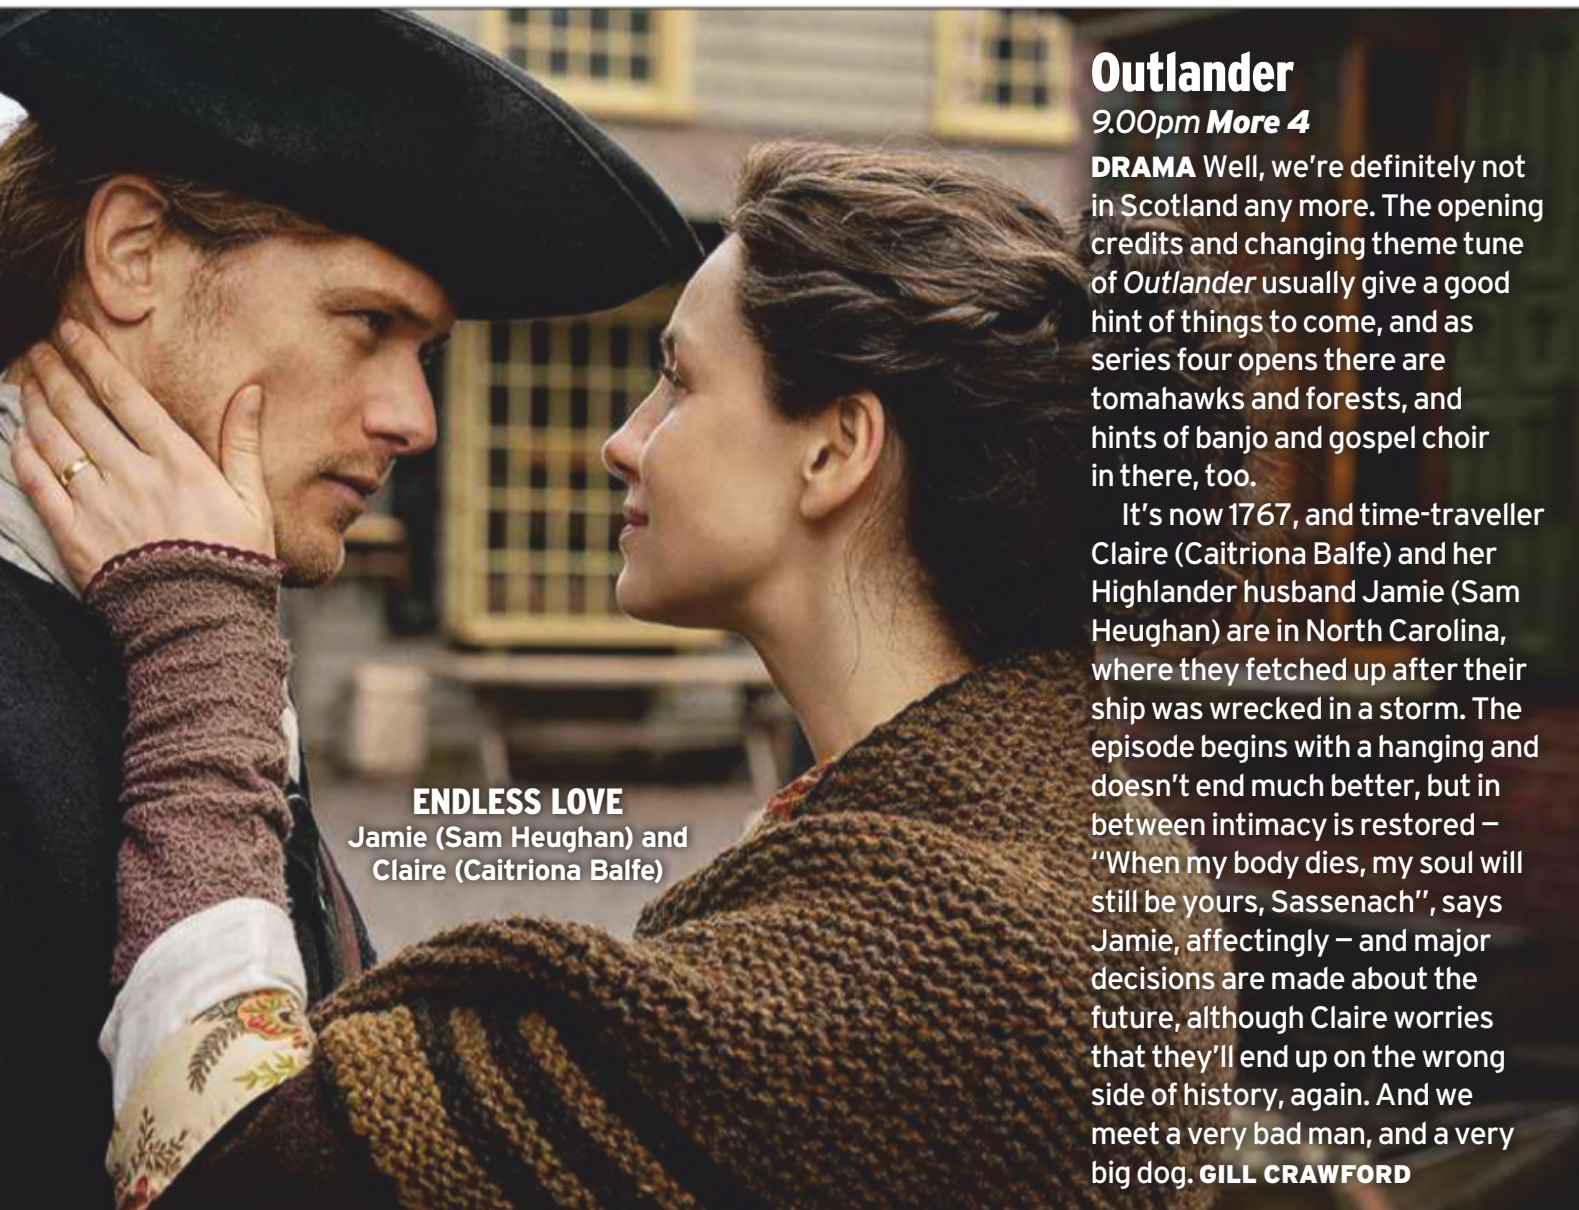 Outlander
9.00pm More 4
DRAMA Well, we're definitely not
in Scotland any more. The opening
credits and changing theme tune
of Outlander usually give a good
hint of things to come, and as
series four opens there are
tomahawks and forests, and
hints of banjo and gospel choir
in there, too.
It's now 1767, and time-traveller
Claire (Caitriona Balfe) and her
Highlander husband Jamie (Sam
Heughan) are in North Carolina,
where they fetched up after their
ship was wrecked in a storm. The
episode begins with a hanging and
doesn't end much better, but in
between intimacy is restored –
“When my body dies, my soul will
still be yours, Sassenach”, says
Jamie, affectingly – and major
decisions are made about the
future, although Claire worries
that they'll end up on the wrong
side of history, again. And we
meet a very bad man, and a very
big dog. GILL CRAWFORD
ENDLESS LOVE
Jamie (Sam Heughan) and
Claire (Caitriona Balfe)